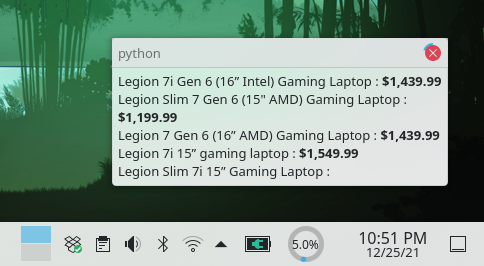 python
Legion 7i Gen 6 (16” Intel) Gaming Laptop : $1,439.99
Legion Slim 7 Gen 6 (15" AMD) Gaming Laptop :
$1,199.99
Legion 7 Gen 6 (16” AMD) Gaming Laptop : $1,439.99
Legion 7i 15” gaming laptop : $1,549.99
Legion Slim 7i 15” Gaming Laptop :
5.0%
10:51 PM
12/25/21